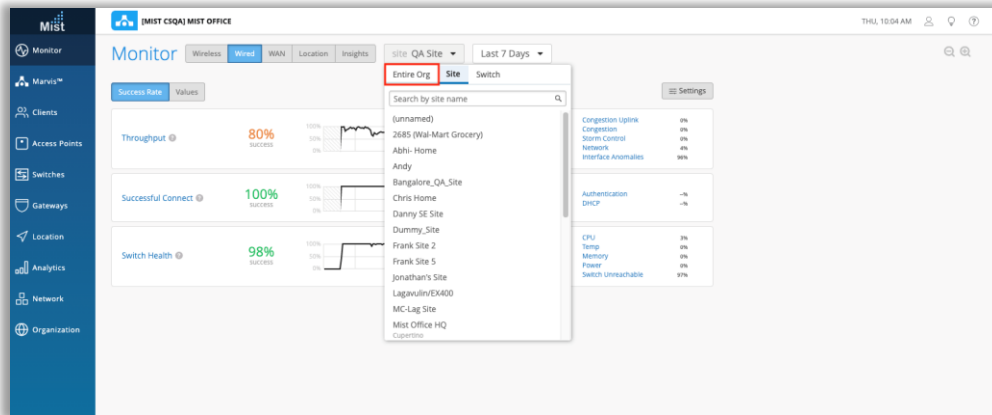 Mist
[MIST CSQA] MIST OFFICE
THU, 10:04 AM
Monitor
Marvis™
Clients
Access Points
Switches
Gateways
Location
Analytics
Network
Organization
Monitor
Wireless Wired WAN Location Insights
site QA Site
Last 7 Days
Success Rate Values
Settings
Entire Org Site Switch
Search by site name
(unnamed)
2685 (Wal-Mart Grocery)
Abhi- Home
Andy
Bangalore_QA_Site
Chris Home
Danny SE Site
Dummy_Site
Frank Site 2
Frank Site 5
Jonathan's Site
Lagavulin/EX400
MC-Lag Site
Mist Office HQ
Cupertino
Throughput
80%
success
100%
50%
0%
Congestion Uplink 0%
Congestion 0%
Storm Control 0%
Network 4%
Interface Anomalies 96%
Successful Connect
100%
success
100%
50%
0%
Authentication --%
DHCP --%
Switch Health
98%
success
100%
50%
0%
CPU 3%
Temp 0%
Memory 0%
Power 0%
Switch Unreachable 97%